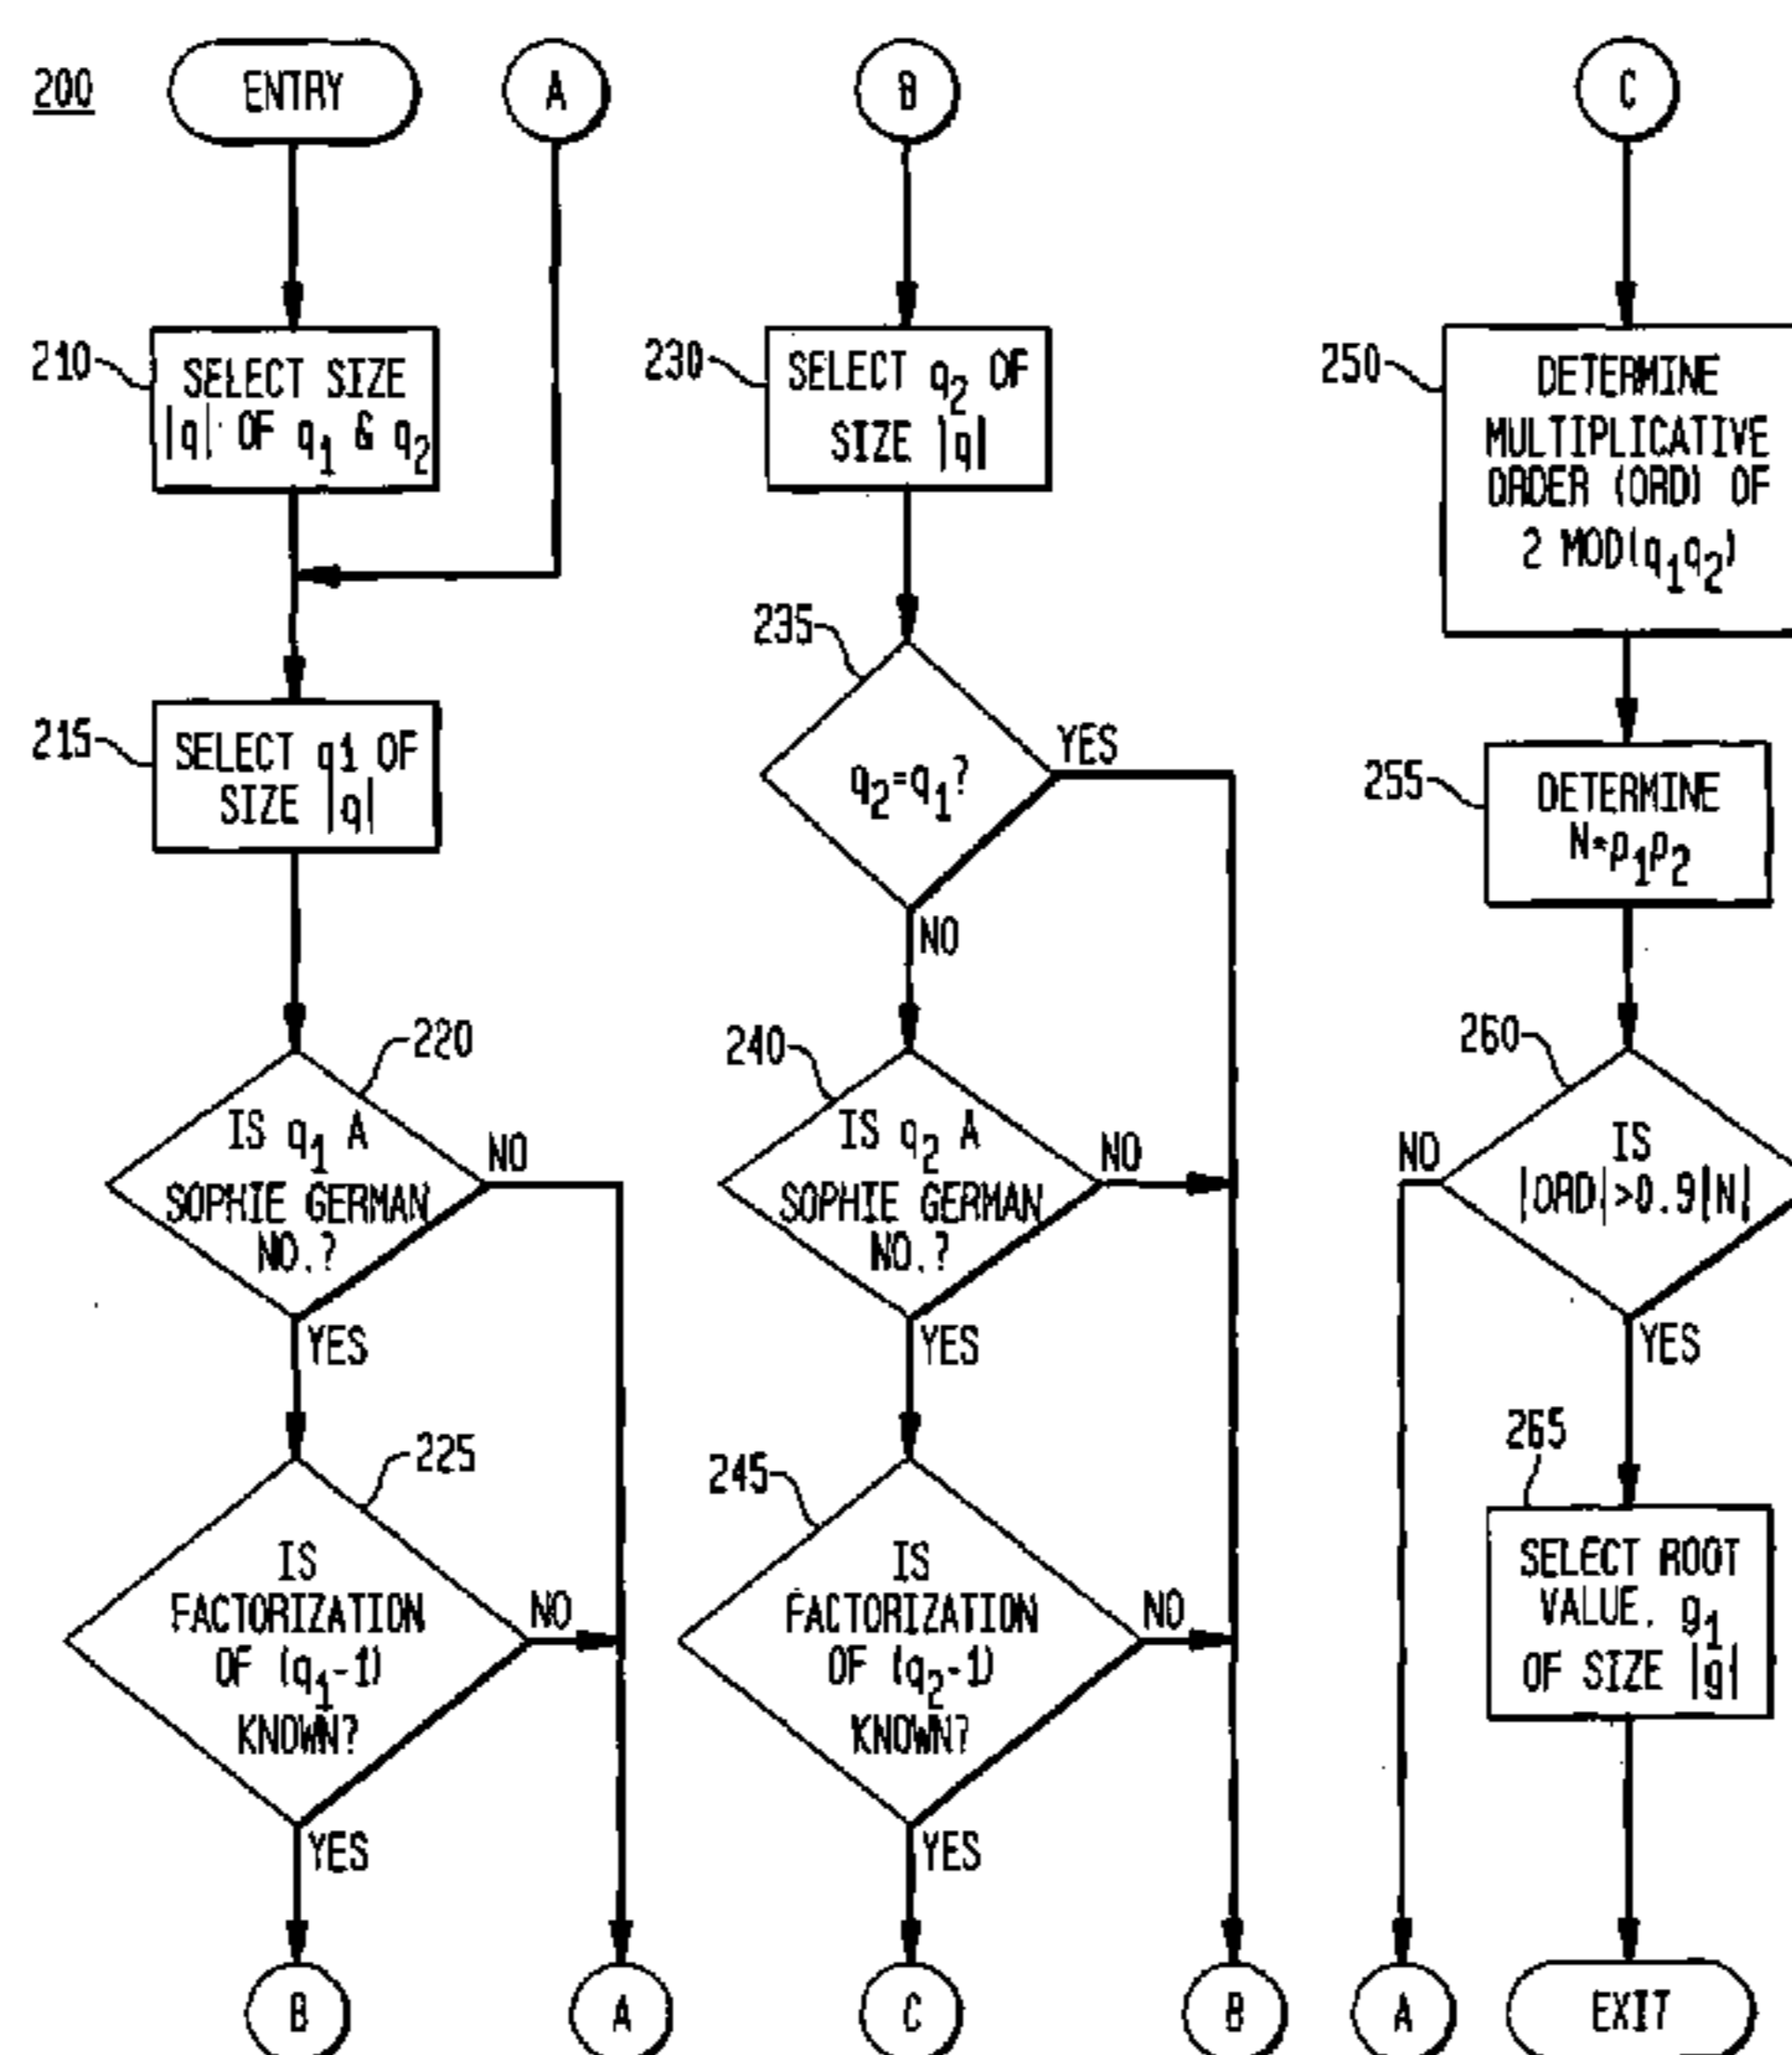 200
ENTRY
A
210
SELECT SIZE
|q| OF q1 & q2
215
SELECT q1 OF
SIZE |q|
220
IS q1 A
SOPHIE GERMAN
NO.?
NO
YES
225
IS
FACTORIZATION
OF (q1-1)
KNOWN?
NO
YES
B
A
B
230
SELECT q2 OF
SIZE |q|
235
q2=q1?
YES
NO
240
IS q2 A
SOPHIE GERMAN
NO.?
NO
YES
245
IS
FACTORIZATION
OF (q2-1)
KNOWN?
NO
YES
C
B
C
250
DETERMINE
MULTIPLICATIVE
ORDER (ORD) OF
2 MOD(q1q2)
255
DETERMINE
N=p1p2
260
IS
|ORD|>0.9|N|
NO
YES
265
SELECT ROOT
VALUE, g1
OF SIZE |g|
A
EXIT